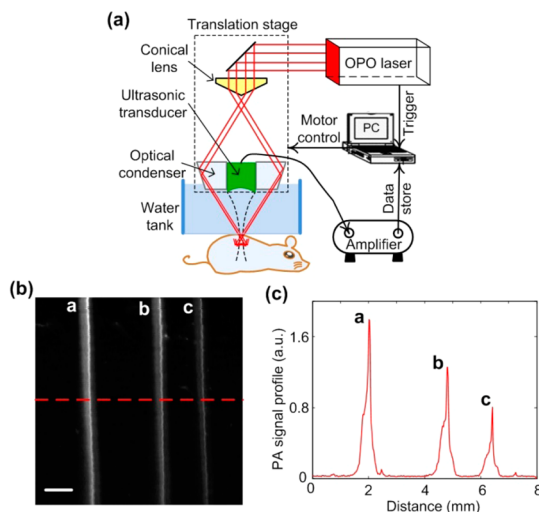 (a)
Translation stage
Conical
lens
OPO laser
Ultrasonic
transducer
Motor
control
PC
Trigger
Optical
condenser
Data
store
Water
tank
Amplifier
(b)
a
b
c
(c)
PA signal profile (a.u.)
1.6
0.8
0
a
b
c
0 2 4 6 8
Distance (mm)